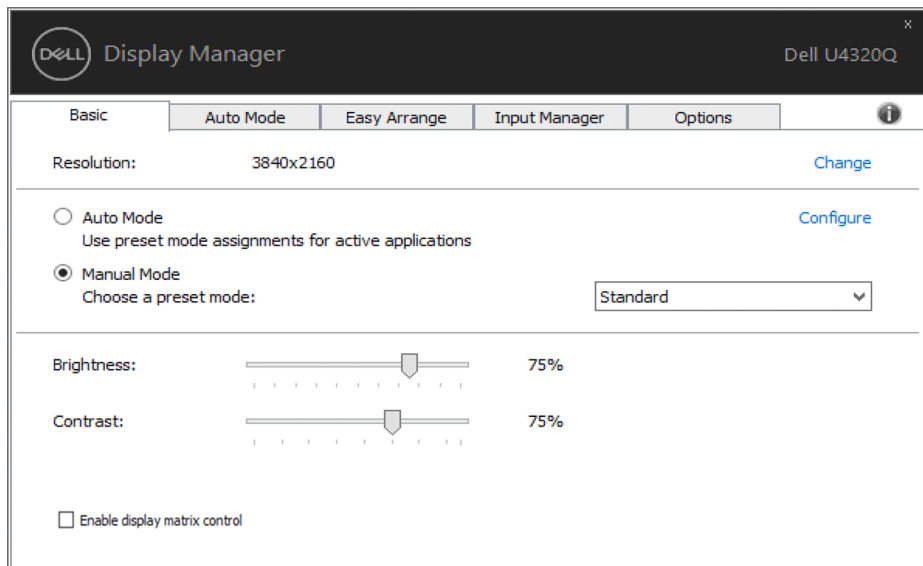 x
DELL Display Manager Dell U4320Q
Basic Auto Mode Easy Arrange Input Manager Options i
Resolution: 3840x2160 Change
Auto Mode Configure
Use preset mode assignments for active applications
Manual Mode
Choose a preset mode: Standard
Brightness: 75%
Contrast: 75%
Enable display matrix control